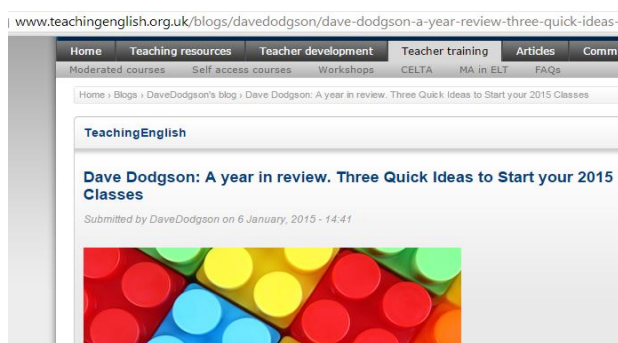 www.teachingenglish.org.uk/blogs/davedodgson/dave-dodgson-a-year-review-three-quick-ideas-
Home Teaching resources Teacher development Teacher training Articles Comm
Moderated courses Self access courses Workshops CELTA MA in ELT FAQs
Home › Blogs › DaveDodgson's blog › Dave Dodgson: A year in review. Three Quick Ideas to Start your 2015 Classes
TeachingEnglish
Dave Dodgson: A year in review. Three Quick Ideas to Start your 2015
Classes
Submitted by DaveDodgson on 6 January, 2015 - 14:41